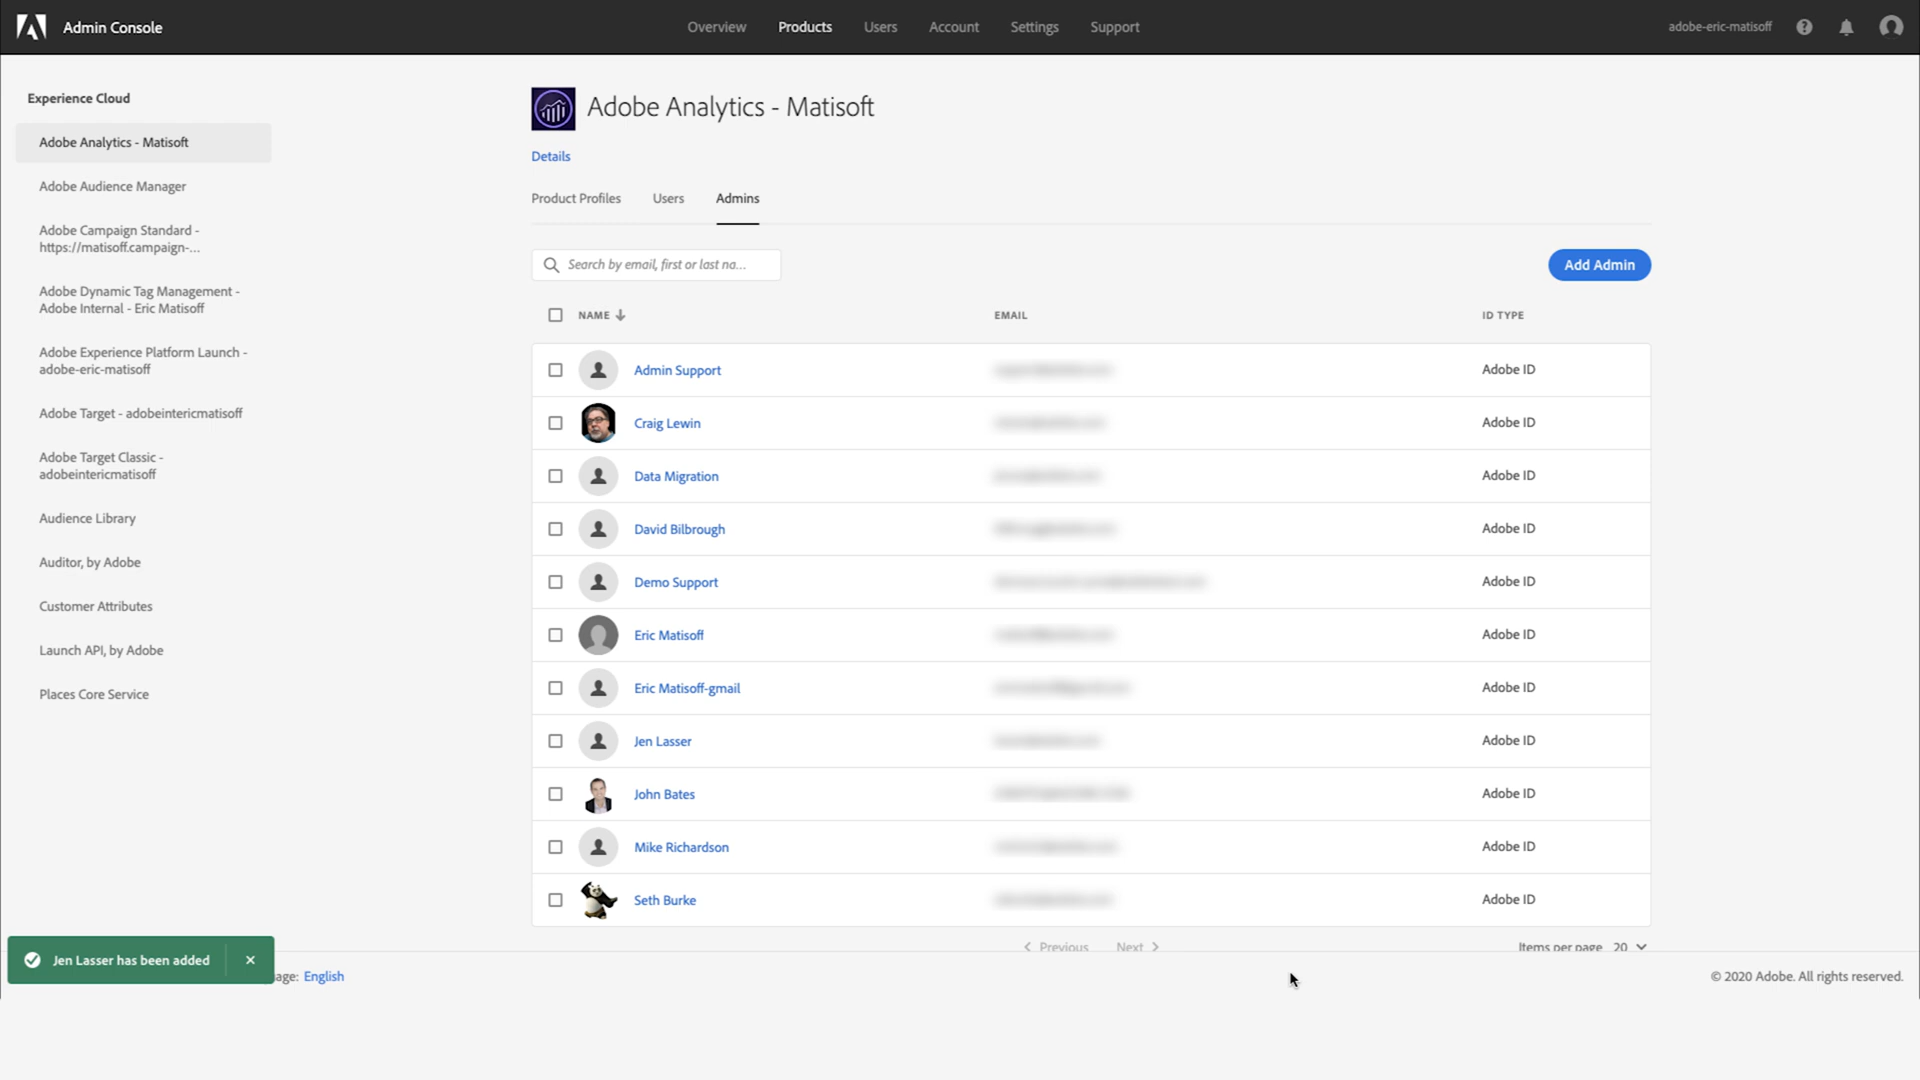 Admin Console
Overview
Products
Users
Account
Settings
Support
adobe-eric-matisoff
Experience Cloud
Adobe Analytics - Matisoft
Adobe Audience Manager
Adobe Campaign Standard -
https://matisoff.campaign-...
Adobe Dynamic Tag Management -
Adobe Internal - Eric Matisoff
Adobe Experience Platform Launch -
adobe-eric-matisoff
Adobe Target - adobeintericmatisoff
Adobe Target Classic -
adobeintericmatisoff
Audience Library
Auditor, by Adobe
Customer Attributes
Launch API, by Adobe
Places Core Service
Adobe Analytics - Matisoft
Details
Product Profiles
Users
Admins
Search by email, first or last na...
Add Admin
NAME
EMAIL
ID TYPE
Admin Support
Adobe ID
Craig Lewin
Adobe ID
Data Migration
Adobe ID
David Bilbrough
Adobe ID
Demo Support
Adobe ID
Eric Matisoff
Adobe ID
Eric Matisoff-gmail
Adobe ID
Jen Lasser
Adobe ID
John Bates
Adobe ID
Mike Richardson
Adobe ID
Seth Burke
Adobe ID
Previous
Next
Items per page 20
Jen Lasser has been added
age: English
© 2020 Adobe. All rights reserved.